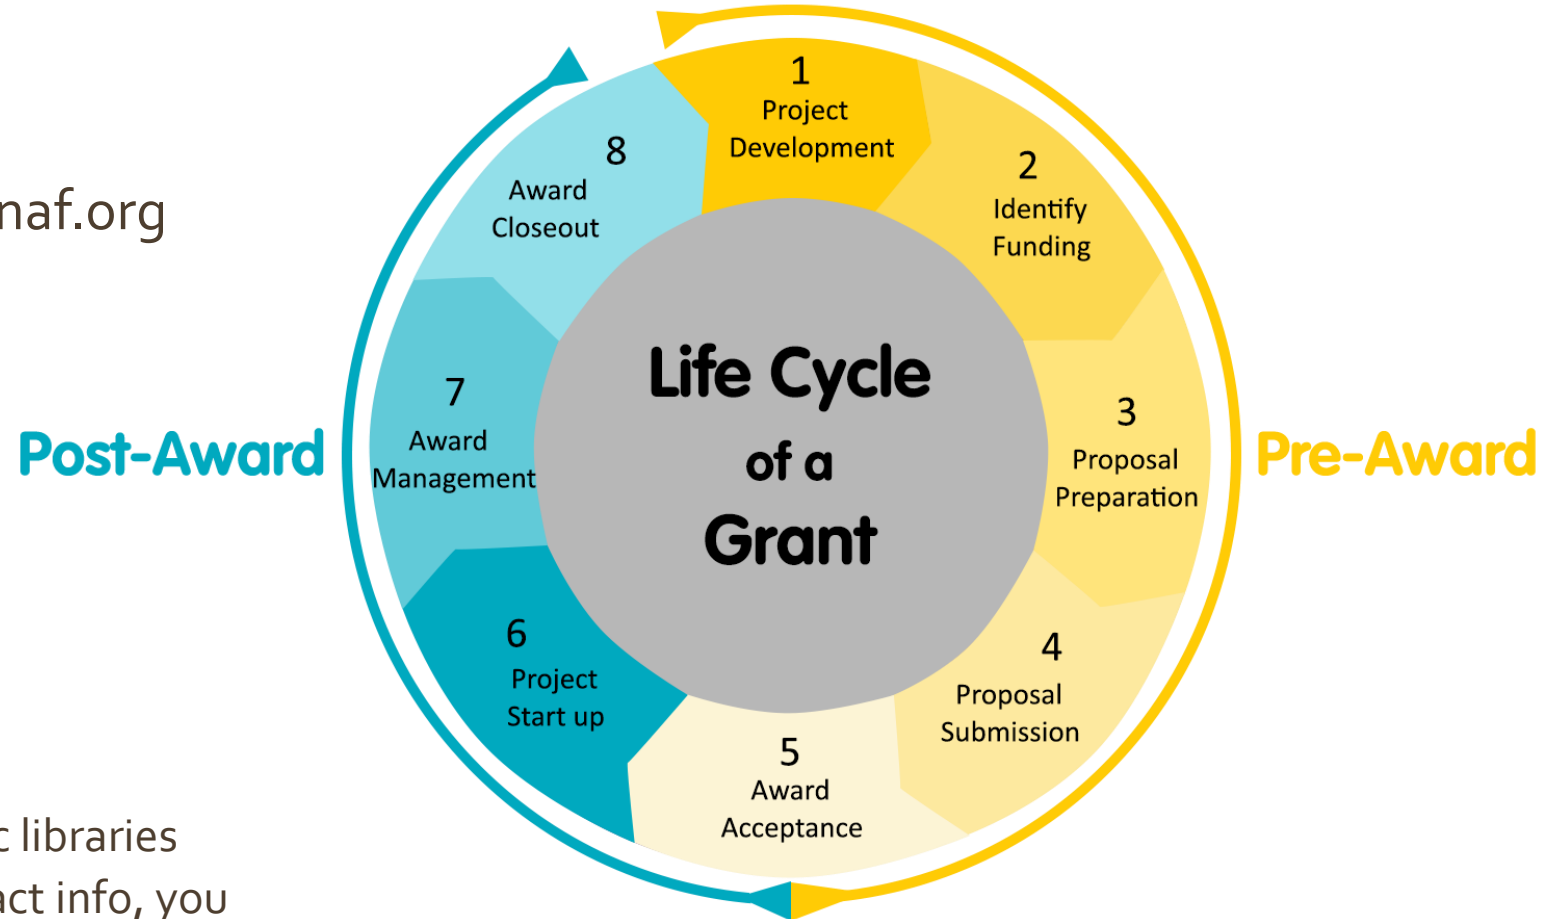 naf.org
c libraries
act info, you
Post-Award
Pre-Award
Life Cycle
of a
Grant
1
Project
Development
2
Identify
Funding
3
Proposal
Preparation
4
Proposal
Submission
5
Award
Acceptance
6
Project
Start up
7
Award
Management
8
Award
Closeout